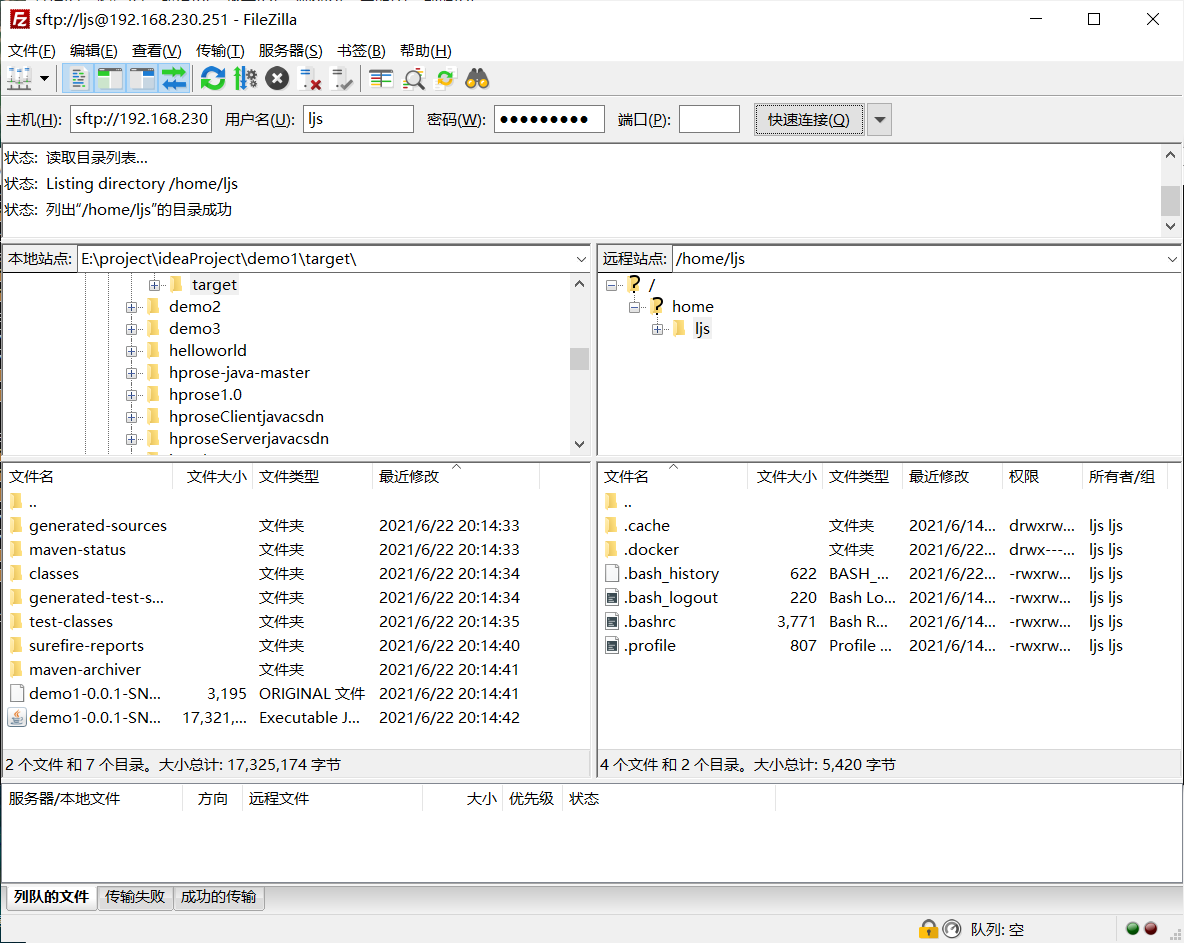 sftp://ljs@192.168.230.251 - FileZilla
文件(F) 编辑(E) 查看(V) 传输(T) 服务器(S) 书签(B) 帮助(H)
主机(H): sftp://192.168.230 用户名(U): ljs 密码(W): ●●●●●●●●● 端口(P): 快速连接(Q)
状态: 读取目录列表...
状态: Listing directory /home/ljs
状态: 列出“/home/ljs”的目录成功
本地站点: E:\project\ideaProject\demo1\target\
target
demo2
demo3
helloworld
hprose-java-master
hprose1.0
hproseClientjavacsdn
hproseServerjavacsdn
远程站点: /home/ljs
/
home
ljs
文件名 文件大小 文件类型 最近修改
..
generated-sources 文件夹 2021/6/22 20:14:33
maven-status 文件夹 2021/6/22 20:14:33
classes 文件夹 2021/6/22 20:14:34
generated-test-s... 文件夹 2021/6/22 20:14:34
test-classes 文件夹 2021/6/22 20:14:35
surefire-reports 文件夹 2021/6/22 20:14:40
maven-archiver 文件夹 2021/6/22 20:14:41
demo1-0.0.1-SN... 3,195 ORIGINAL 文件 2021/6/22 20:14:41
demo1-0.0.1-SN... 17,321,... Executable J... 2021/6/22 20:14:42
2 个文件 和 7 个目录。大小总计: 17,325,174 字节
文件名 文件大小 文件类型 最近修改 权限 所有者/组
..
.cache 文件夹 2021/6/14... drwxrw... ljs ljs
.docker 文件夹 2021/6/22... drwx---... ljs ljs
.bash_history 622 BASH_... 2021/6/22... -rwxrw... ljs ljs
.bash_logout 220 Bash Lo... 2021/6/14... -rwxrw... ljs ljs
.bashrc 3,771 Bash R... 2021/6/14... -rwxrw... ljs ljs
.profile 807 Profile ... 2021/6/14... -rwxrw... ljs ljs
4 个文件 和 2 个目录。大小总计: 5,420 字节
服务器/本地文件 方向 远程文件 大小 优先级 状态
列队的文件 传输失败 成功的传输
队列: 空